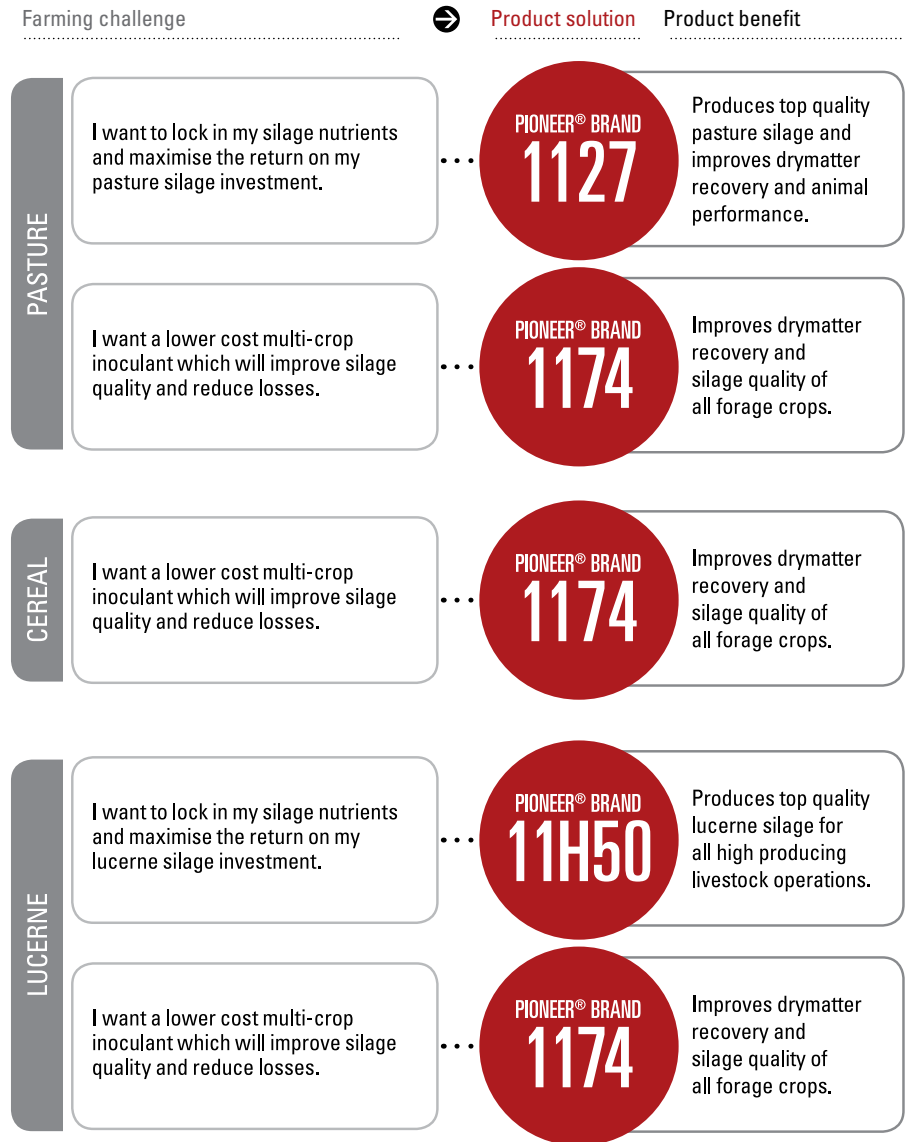 Farming challenge
Product solution
Product benefit
PASTURE
I want to lock in my silage nutrients
and maximise the return on my
pasture silage investment.
PIONEER® BRAND
1127
Produces top quality
pasture silage and
improves drymatter
recovery and animal
performance.
I want a lower cost multi-crop
inoculant which will improve silage
quality and reduce losses.
PIONEER® BRAND
1174
Improves drymatter
recovery and
silage quality of
all forage crops.
CEREAL
I want a lower cost multi-crop
inoculant which will improve silage
quality and reduce losses.
PIONEER® BRAND
1174
Improves drymatter
recovery and
silage quality of
all forage crops.
LUCERNE
I want to lock in my silage nutrients
and maximise the return on my
lucerne silage investment.
PIONEER® BRAND
11H50
Produces top quality
lucerne silage for
all high producing
livestock operations.
I want a lower cost multi-crop
inoculant which will improve silage
quality and reduce losses.
PIONEER® BRAND
1174
Improves drymatter
recovery and
silage quality of
all forage crops.